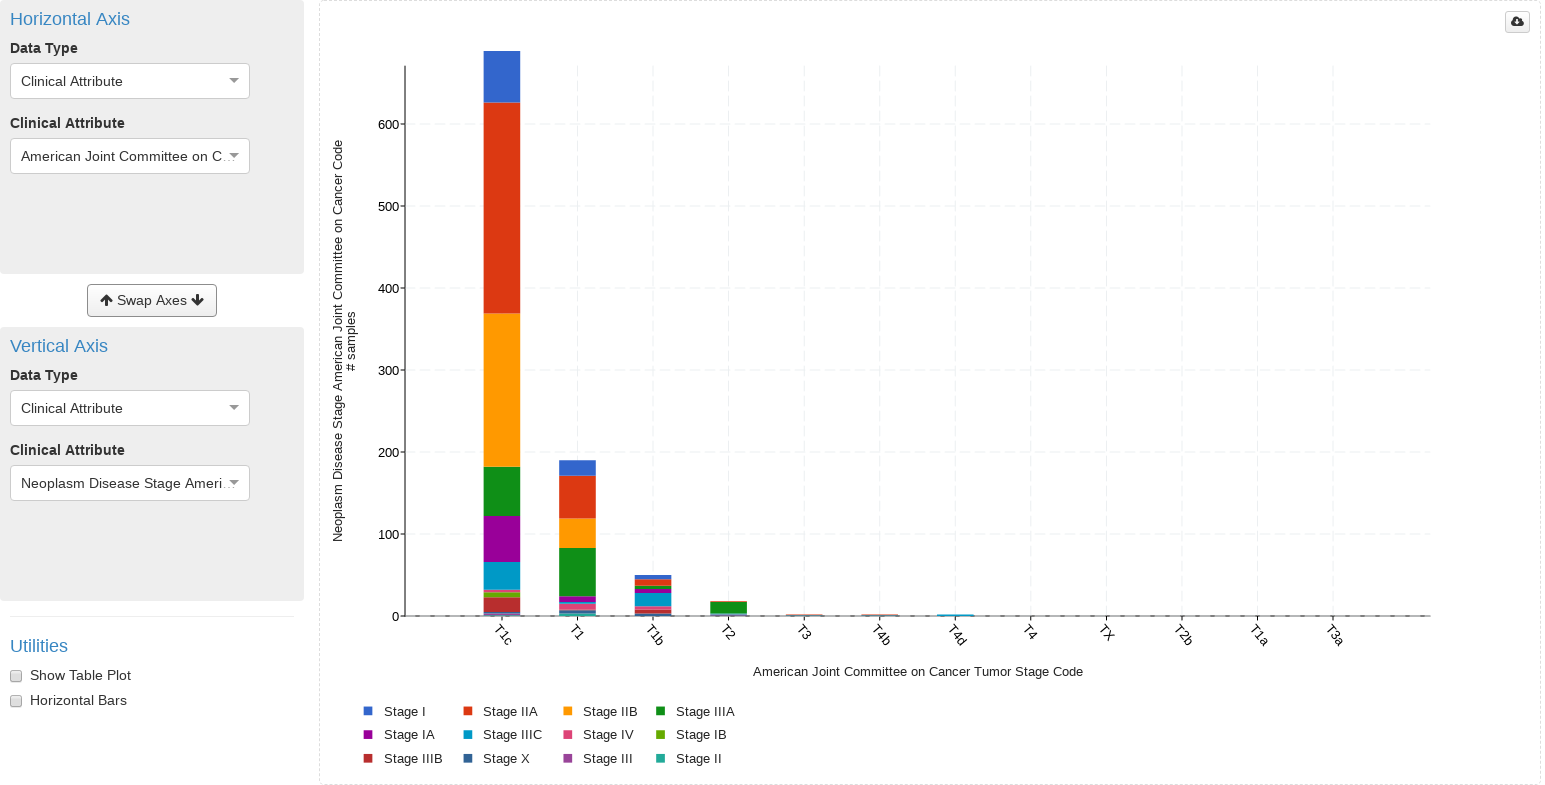 Horizontal Axis
Data Type
Clinical Attribute
Clinical Attribute
American Joint Committee on C...
Swap Axes
Vertical Axis
Data Type
Clinical Attribute
Clinical Attribute
Neoplasm Disease Stage Ameri...
Utilities
Show Table Plot
Horizontal Bars
Neoplasm Disease Stage American Joint Committee on Cancer Code
# samples
600
500
400
300
200
100
0
T1c
T1
T1b
T2
T3
T4b
T4d
T4
TX
T2b
T1a
T3a
American Joint Committee on Cancer Tumor Stage Code
Stage I Stage IIA Stage IIB Stage IIIA
Stage IA Stage IIIC Stage IV Stage IB
Stage IIIB Stage X Stage III Stage II